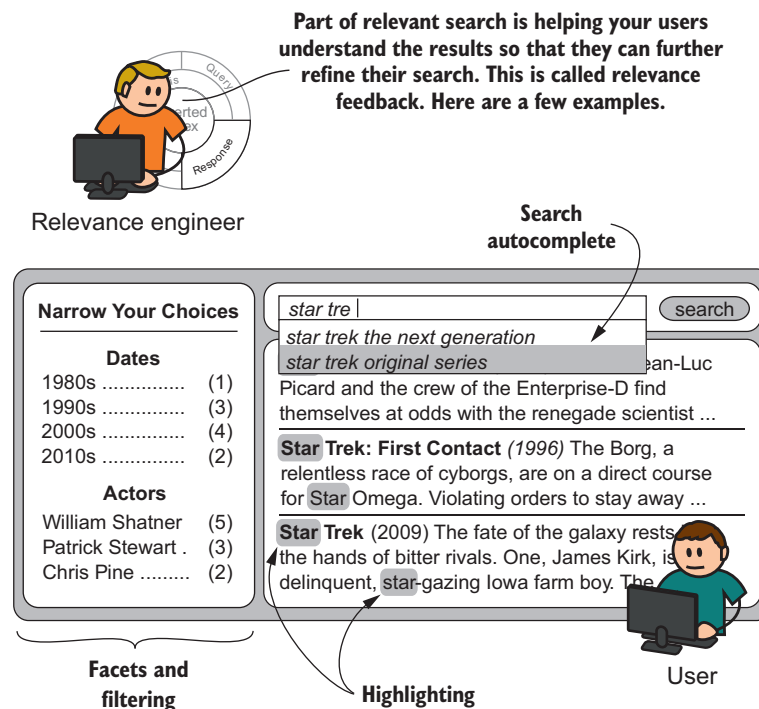 Part of relevant search is helping your users
understand the results so that they can further
refine their search. This is called relevance
feedback. Here are a few examples.
Query
Response
Relevance engineer
Search
autocomplete
Narrow Your Choices
Dates
1980s ............... (1)
1990s ................ (3)
2000s ................ (4)
2010s ................ (2)
Actors
William Shatner (5)
Patrick Stewart . (3)
Chris Pine ......... (2)
star tre
search
star trek the next generation
star trek original series
ean-Luc
Picard and the crew of the Enterprise-D find
themselves at odds with the renegade scientist ...
Star Trek: First Contact (1996) The Borg, a
relentless race of cyborgs, are on a direct course
for Star Omega. Violating orders to stay away ...
Star Trek (2009) The fate of the galaxy rests
the hands of bitter rivals. One, James Kirk, is
delinquent, star-gazing Iowa farm boy. The
User
Facets and
filtering
Highlighting